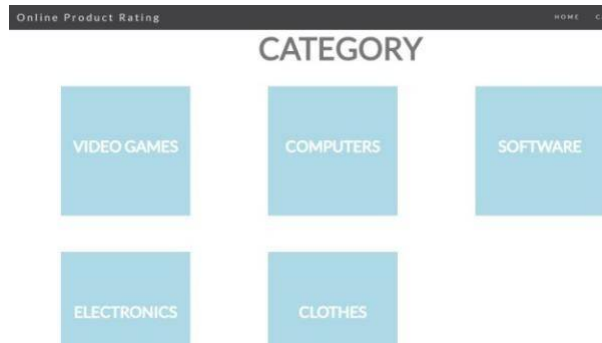 Online Product Rating HOME
CATEGORY
VIDEO GAMES COMPUTERS SOFTWARE
ELECTRONICS CLOTHES